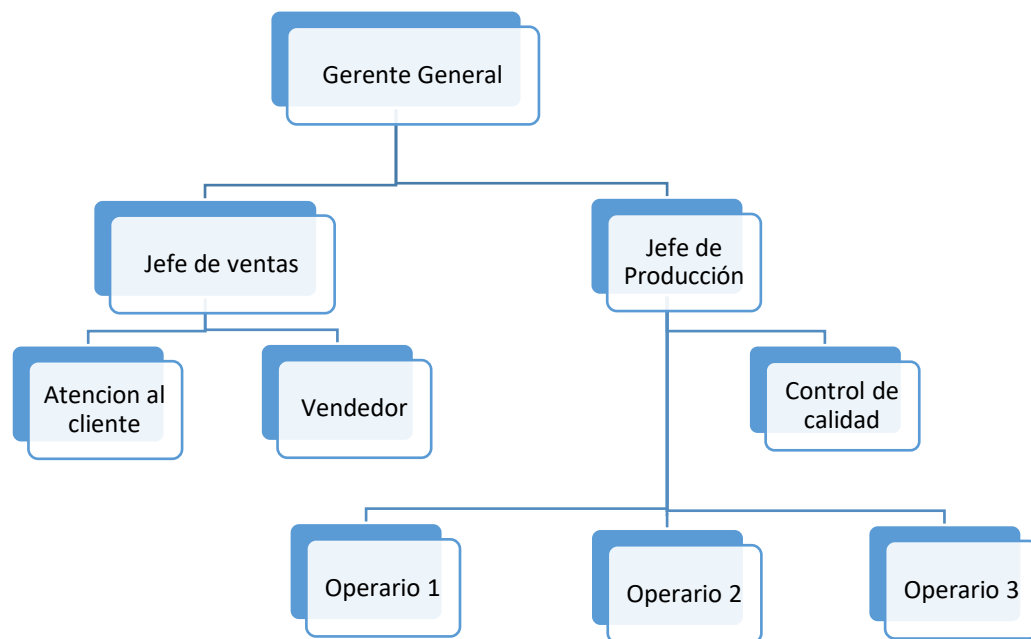 Gerente General
Jefe de ventas
Jefe de
Producción
Atencion al
cliente
Vendedor
Control de
calidad
Operario 1
Operario 2
Operario 3